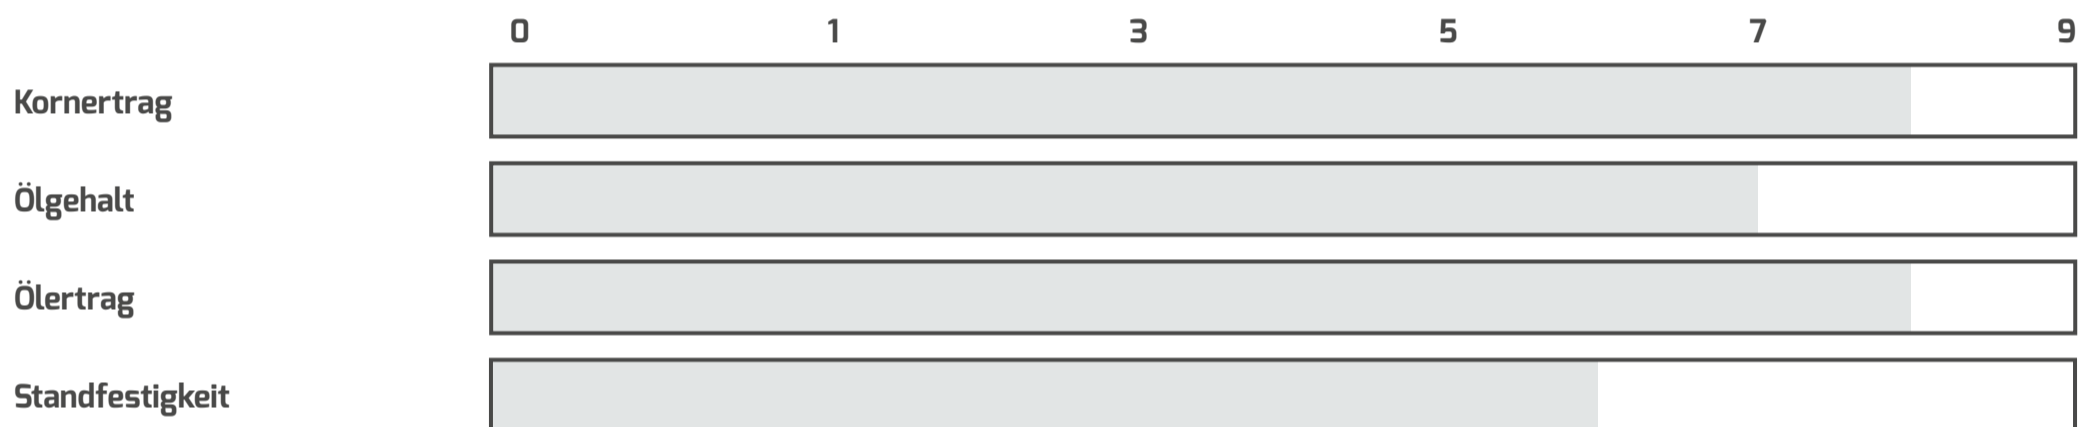 0 1 3 5 7 9
Kornertrag
Ölgehalt
Ölertrag
Standfestigkeit